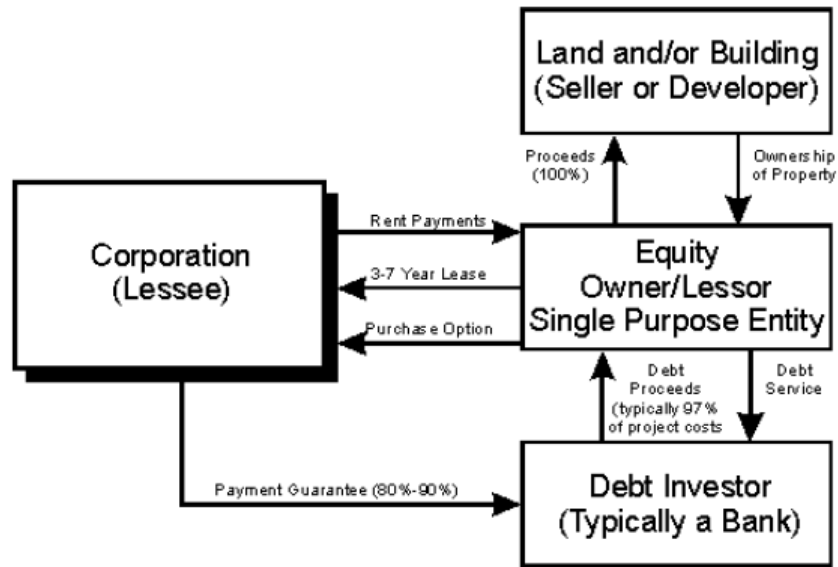 Land and/or Building
(Seller or Developer)
Proceeds
(100%)
Ownership
of Property
Corporation
(Lessee)
Rent Payments
3-7 Year Lease
Purchase Option
Equity
Owner/Lessor
Single Purpose Entity
Debt
Proceeds
(typically 97%
of project costs
Debt
Service
Payment Guarantee (80%-90%)
Debt Investor
(Typically a Bank)